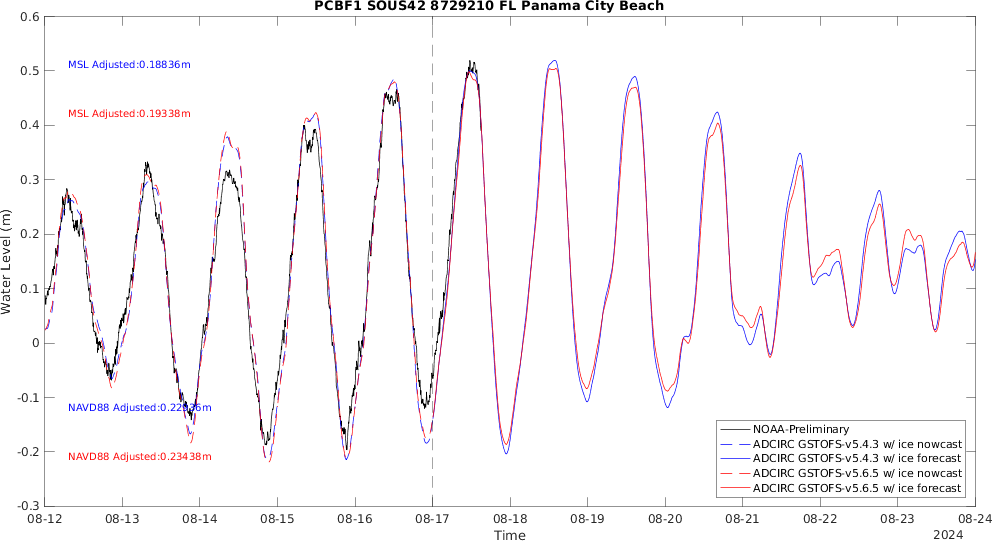 PCBF1 SOUS42 8729210 FL Panama City Beach
0.6
0.5
0.4
0.3
0.2
0.1
0
-0.1
-0.2
-0.3
Water Level (m)
MSL Adjusted:0.18836m
MSL Adjusted:0.19338m
NAVD88 Adjusted:0.22936m
NAVD88 Adjusted:0.23438m
NOAA-Preliminary
ADCIRC GSTOFS-v5.4.3 w/ ice nowcast
ADCIRC GSTOFS-v5.4.3 w/ ice forecast
ADCIRC GSTOFS-v5.6.5 w/ ice nowcast
ADCIRC GSTOFS-v5.6.5 w/ ice forecast
08-12 08-13 08-14 08-15 08-16 08-17 08-18 08-19 08-20 08-21 08-22 08-23 08-24
Time
2024